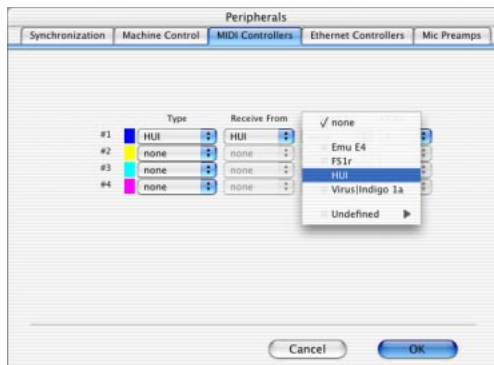 Peripherals
Synchronization Machine Control MIDI Controllers Ethernet Controllers Mic Preamps
Type Receive From
#1 HUI HUI
#2 none none
#3 none none
#4 none none
✓ none
Emu E4
FS1r
HUI
Virus|Indigo 1a
Undefined
Cancel OK